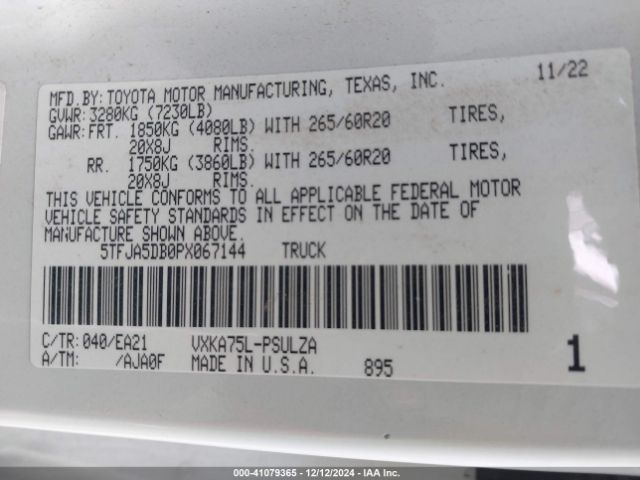 MFD.BY:TOYOTA MOTOR MANUFACTURING, TEXAS, INC. 11/22
GVWR:3280KG (7230LB)
GAWR:FRT. 1850KG (4080LB) WITH 265/60R20 TIRES,
20X8J RIMS.
RR. 1750KG (3860LB) WITH 265/60R20 TIRES,
20X8J RIMS.
THIS VEHICLE CONFORMS TO ALL APPLICABLE FEDERAL MOTOR
VEHICLE SAFETY STANDARDS IN EFFECT ON THE DATE OF
MANUFACTURE SHOWN ABOVE.
5TFJA5DB0PX067144 TRUCK
C/TR:040/EA21 VXKA75L-PSULZA
A/TM: /AJA0F MADE IN U.S.A. 895 1
000-41079365 • 12/12/2024 - IAA Inc.